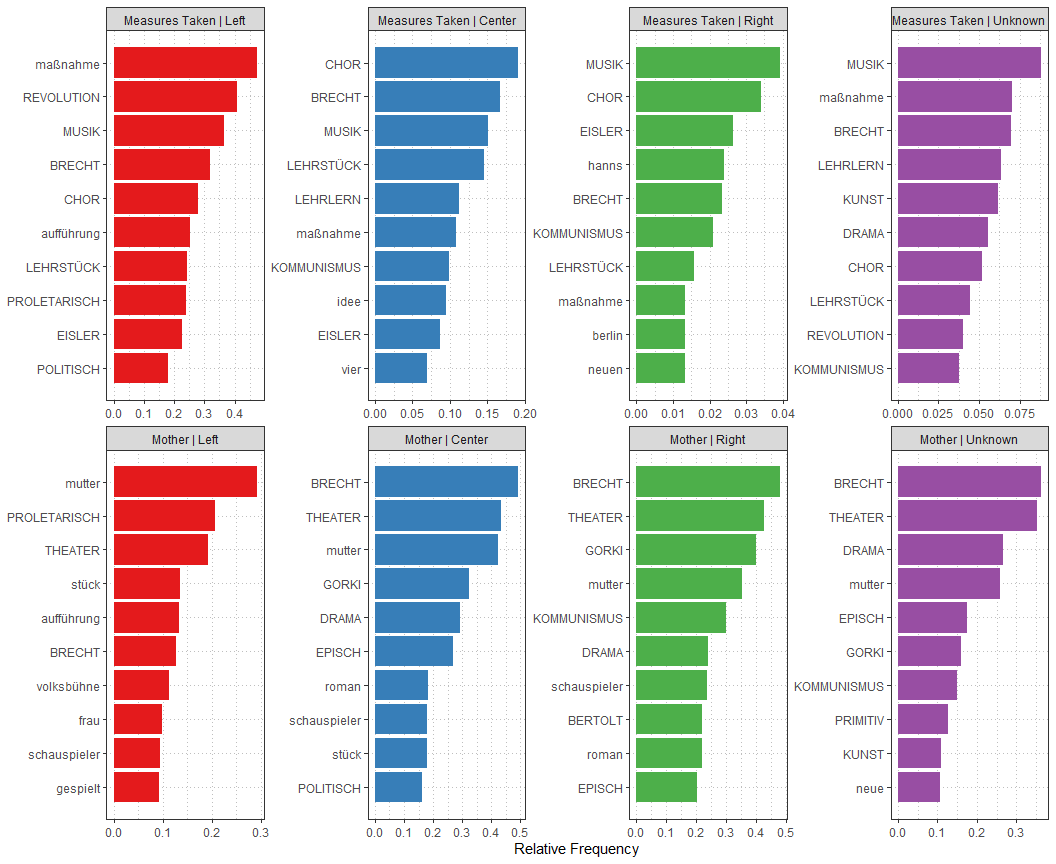 Measures Taken | Left
maßnahme
REVOLUTION
MUSIK
BRECHT
CHOR
aufführung
LEHRSTÜCK
PROLETARISCH
EISLER
POLITISCH
0.0 0.1 0.2 0.3 0.4
Measures Taken | Center
CHOR
BRECHT
MUSIK
LEHRSTÜCK
LEHRLERN
maßnahme
KOMMUNISMUS
idee
EISLER
vier
0.00 0.05 0.10 0.15 0.20
Measures Taken | Right
MUSIK
CHOR
EISLER
hanns
BRECHT
KOMMUNISMUS
LEHRSTÜCK
maßnahme
berlin
neuen
0.00 0.01 0.02 0.03 0.04
Measures Taken | Unknown
MUSIK
maßnahme
BRECHT
LEHRLERN
KUNST
DRAMA
CHOR
LEHRSTÜCK
REVOLUTION
KOMMUNISMUS
0.000 0.025 0.050 0.075
Mother | Left
mutter
PROLETARISCH
THEATER
stück
aufführung
BRECHT
volksbühne
frau
schauspieler
gespielt
0.0 0.1 0.2 0.3
Mother | Center
BRECHT
THEATER
mutter
GORKI
DRAMA
EPISCH
roman
schauspieler
stück
POLITISCH
0.0 0.1 0.2 0.3 0.4 0.5
Mother | Right
BRECHT
THEATER
GORKI
mutter
KOMMUNISMUS
DRAMA
schauspieler
BERTOLT
roman
EPISCH
0.0 0.1 0.2 0.3 0.4 0.5
Mother | Unknown
BRECHT
THEATER
DRAMA
mutter
EPISCH
GORKI
KOMMUNISMUS
PRIMITIV
KUNST
neue
0.0 0.1 0.2 0.3
Relative Frequency